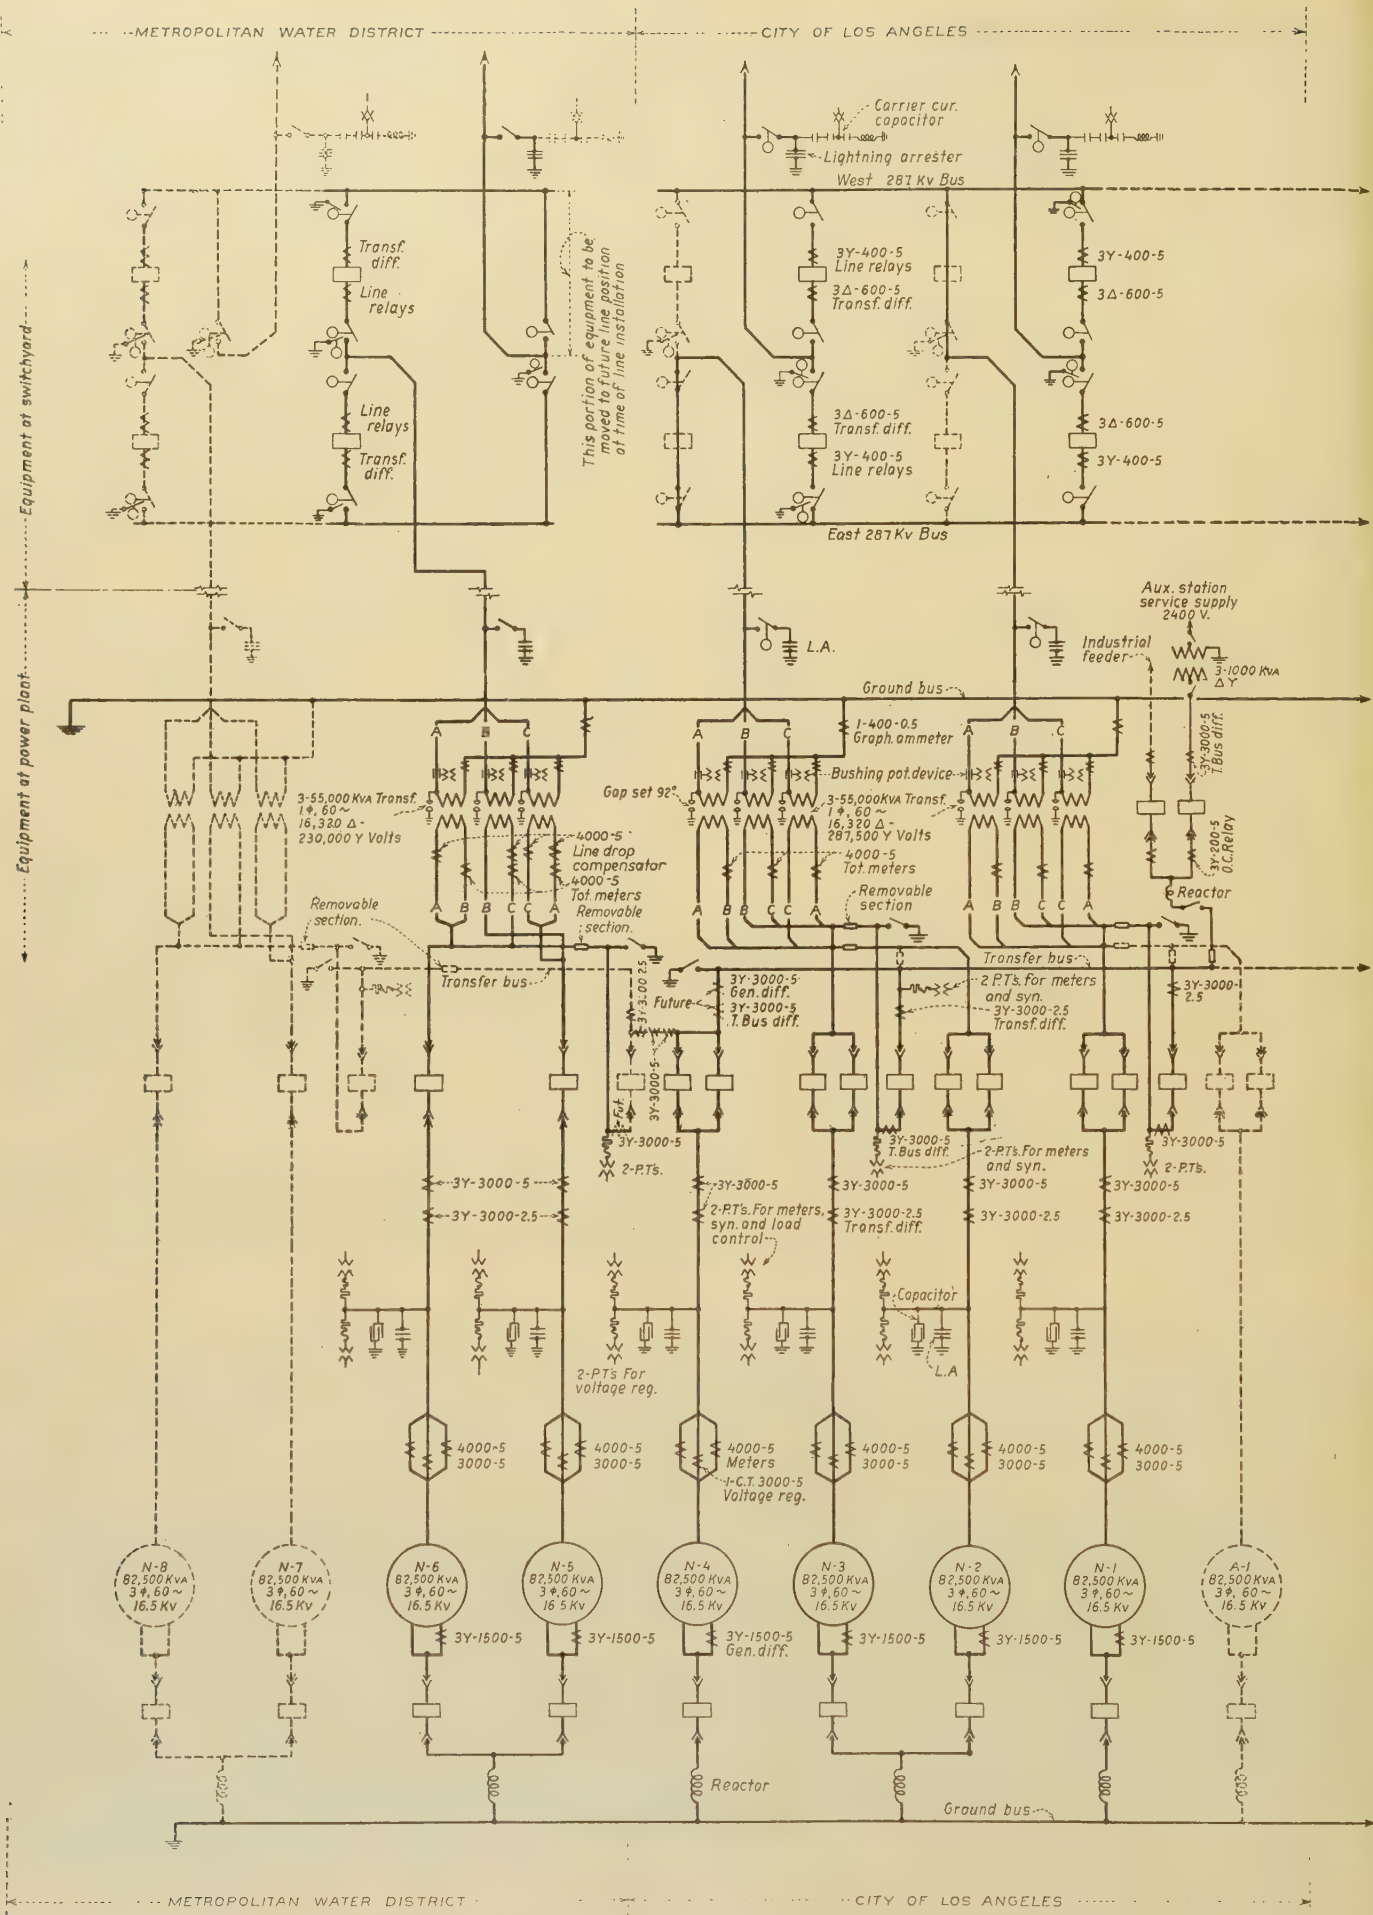 METROPOLITAN WATER DISTRICT
CITY OF LOS ANGELES
Carrier cur.
capacitor
Lightning arrester
West 287 Kv Bus
Transf.
diff.
Line
relays
This portion of equipment to be
moved to future line position
at time of line installation
3Y-400-5
Line relays
3Δ-600-5
Transf. diff.
3Y-400-5
3Δ-600-5
Equipment at switchyard
Line
relays
Transf.
diff.
3Δ-600-5
Transf. diff.
3Y-400-5
Line relays
3Δ-600-5
3Y-400-5
East 287 Kv Bus
Aux. station
service supply
2400 V.
L.A.
Industrial
feeder
3-1000 KVA
Δ Y
Equipment at power plant
Ground bus
A B C
A B C
A B C
1-400-0.5
Graph. ammeter
3Y-3000-5
T.Bus diff.
Bushing pot. device
Gap set 92"
3-55,000 KVA Transf.
1 ϕ, 60 ~
16,320 Δ -
230,000 Y Volts
3-55,000 KVA Transf.
1 ϕ, 60 ~
16,320 Δ -
287,500 Y Volts
4000-5
Line drop
compensator
4000-5
Tot. meters
4000-5
Tot. meters
3Y-200-5
O.C. Relay
Reactor
Removable
section.
A B B C C A
Removable
section.
A B B C C A
Removable
section
A B B C C A
Transfer bus
Transfer bus
3Y-3000-2.5
Future
3Y-3000-5
Gen. diff.
3Y-3000-5
T. Bus diff.
2 P.T's. for meters
and syn.
3Y-3000-2.5
Transf. diff.
3Y-3000-
2.5
3Y-3000-5
Fut.
3Y-3000-5
2-P.T's.
3Y-3000-5
T. Bus diff.
2-P.T's. For meters
and syn.
3Y-3000-5
2-P.T's.
3Y-3000-5
3Y-3000-5
3Y-3000-5
3Y-3000-5
3Y-3000-5
3Y-3000-2.5
2-P.T's. For meters,
syn. and load
control
3Y-3000-2.5
Transf. diff.
3Y-3000-2.5
3Y-3000-2.5
Capacitor
L.A
2-P.T's For
voltage reg.
4000-5
3000-5
4000-5
3000-5
4000-5
Meters
1-C.T. 3000-5
Voltage reg.
4000-5
3000-5
4000-5
3000-5
4000-5
3000-5
N-8
82,500 KVA
3 ϕ, 60 ~
16.5 Kv
N-7
82,500 KVA
3 ϕ, 60 ~
16.5 Kv
N-6
82,500 KVA
3 ϕ, 60 ~
16.5 Kv
N-5
82,500 KVA
3 ϕ, 60 ~
16.5 Kv
N-4
82,500 KVA
3 ϕ, 60 ~
16.5 Kv
N-3
82,500 KVA
3 ϕ, 60 ~
16.5 Kv
N-2
82,500 KVA
3 ϕ, 60 ~
16.5 Kv
N-1
82,500 KVA
3 ϕ, 60 ~
16.5 Kv
A-1
82,500 KVA
3 ϕ, 60 ~
16.5 Kv
3Y-1500-5
3Y-1500-5
3Y-1500-5
Gen. diff.
3Y-1500-5
3Y-1500-5
3Y-1500-5
Reactor
Ground bus
METROPOLITAN WATER DISTRICT
CITY OF LOS ANGELES